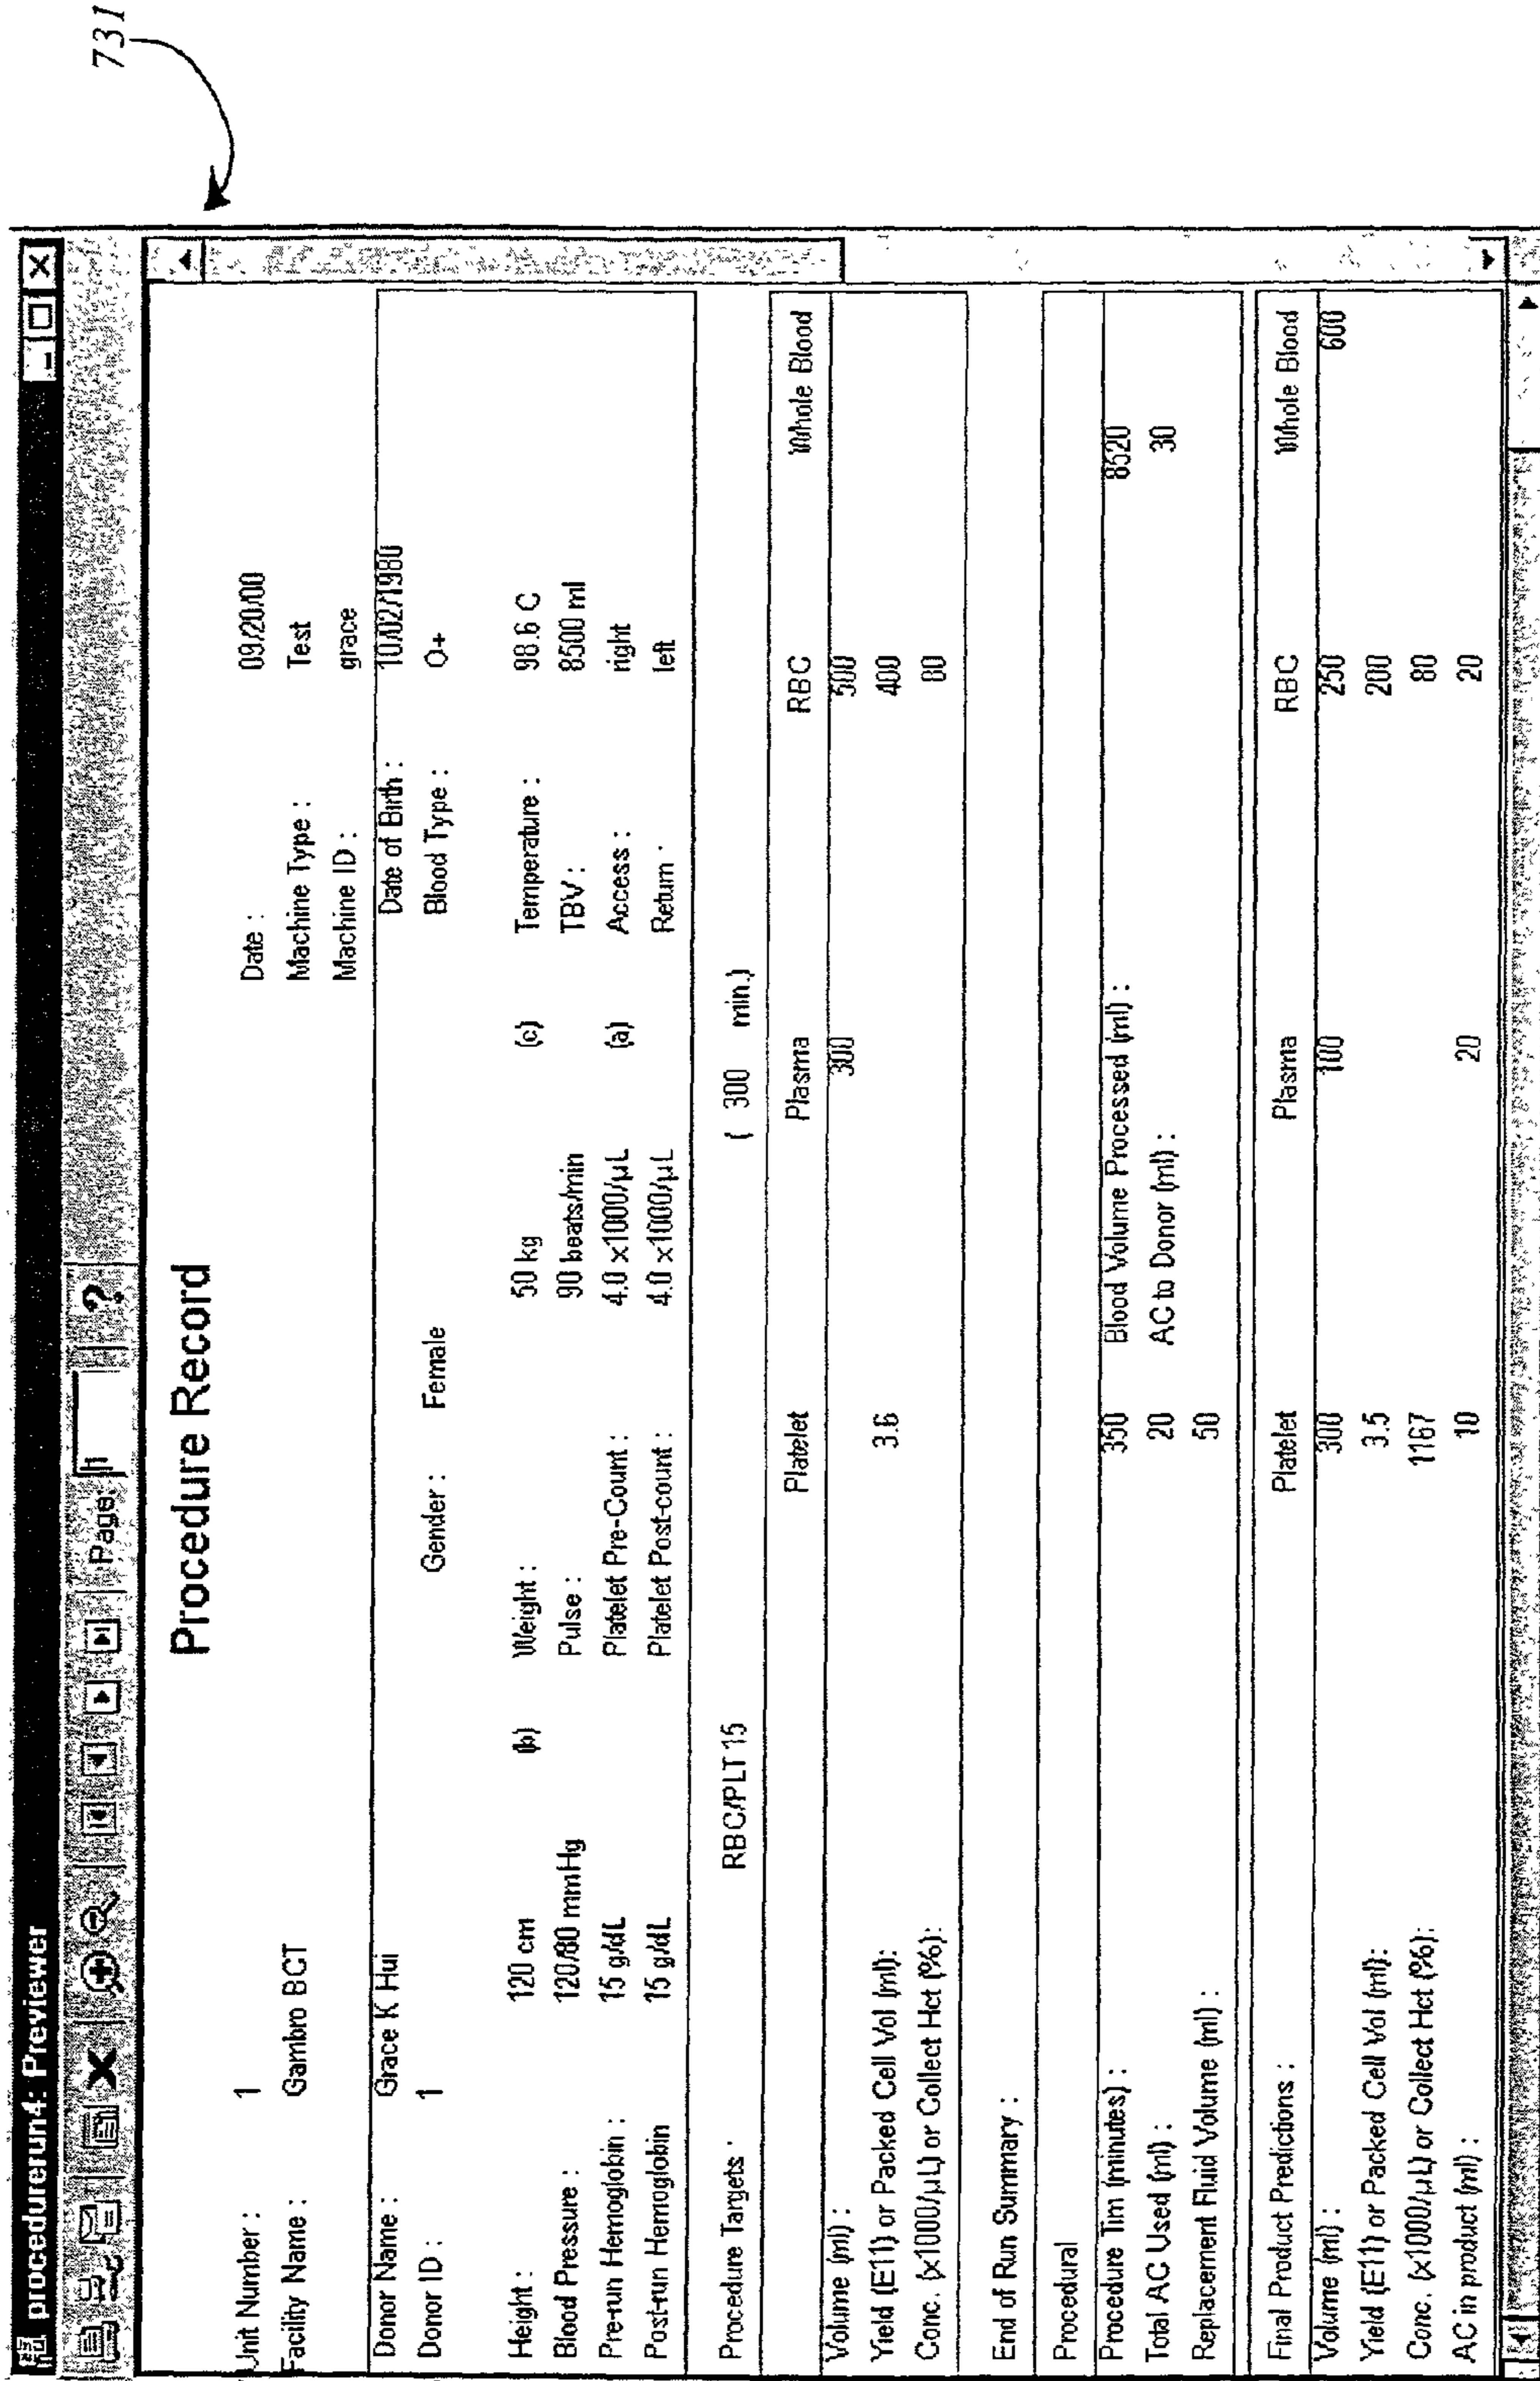 731
procedurerun4: Previewer
Page: 1
Procedure Record
Unit Number : 1 Date : 09/20/00
Facility Name : Gambro BCT Machine Type : Test
Machine ID : grace
Donor Name : Grace K Hui Date of Birth : 10/02/1980
Donor ID : 1 Gender : Female Blood Type : O+
Height : 120 cm (b) Weight : 50 kg (c) Temperature : 98.6 C
Blood Pressure : 120/80 mmHg Pulse : 90 beats/min TBV : 8500 ml
Pre-run Hemoglobin : 15 g/dL Platelet Pre-Count : 4.0 x1000/µL (a) Access : right
Post-run Hemoglobin 15 g/dL Platelet Post-count : 4.0 x1000/µL Return : left
Procedure Targets : RBC/PLT 15 ( 300 min.)
Platelet Plasma RBC Whole Blood
Volume (ml) : 300 500
Yield (E11) or Packed Cell Vol (ml): 3.6 400
Conc. (x1000/µL) or Collect Hct (%): 80
End of Run Summary :
Procedural
Procedure Tim (minutes) : 350 Blood Volume Processed (ml) : 8520
Total AC Used (ml) : 20 AC to Donor (ml) : 30
Replacement Fluid Volume (ml) : 50
Final Product Predictions : Platelet Plasma RBC Whole Blood
Volume (ml) : 300 100 250 600
Yield (E11) or Packed Cell Vol (ml): 3.5 200
Conc. (x1000/µL) or Collect Hct (%): 1167 80
AC in product (ml) : 10 20 20